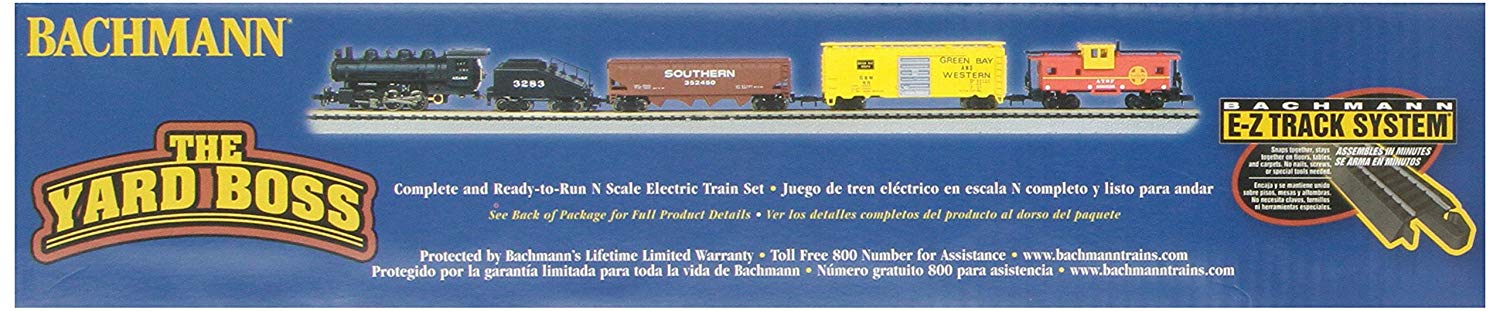 BACHMANN
3283
SOUTHERN
352450
GREEN BAY
AND
WESTERN
ATSF
THE
YARD BOSS
BACHMANN
E-Z TRACK SYSTEM
Snaps together, stays
together on floors, tables,
and carpets. No nails, screws,
or special tools needed.
ASSEMBLES IN MINUTES
SE ARMA EN MINUTOS
Encaja y se mantiene unido
sobre pisos, mesas y alfombras.
No necesita clavos, tornillos
ni herramientas especiales.
Complete and Ready-to-Run N Scale Electric Train Set • Juego de tren eléctrico en escala N completo y listo para andar
See Back of Package for Full Product Details • Ver los detalles completos del producto al dorso del paquete
Protected by Bachmann's Lifetime Limited Warranty • Toll Free 800 Number for Assistance • www.bachmanntrains.com
Protegido por la garantía limitada para toda la vida de Bachmann • Número gratuito 800 para asistencia • www.bachmanntrains.com